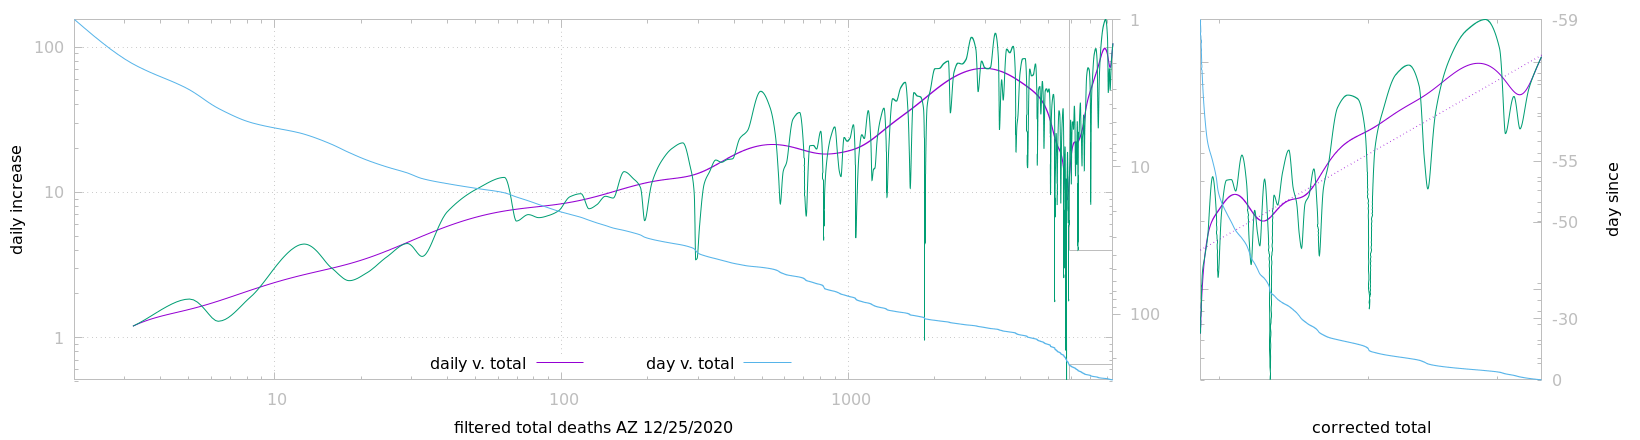 daily increase
100
10
1
10
100
1000
1
10
100
daily v. total
day v. total
filtered total deaths AZ 12/25/2020
-59
-55
-50
-30
0
day since
corrected total